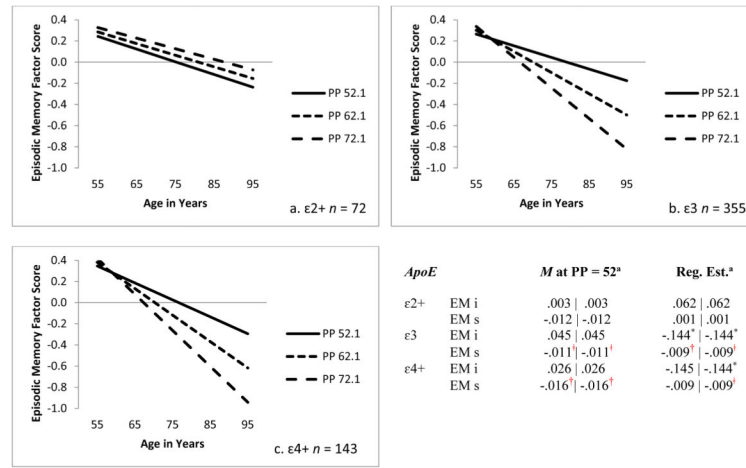 0.4
0.2
0.0
-0.2
-0.4
-0.6
-0.8
-1.0
Episodic Memory Factor Score
55 65 75 85 95
Age in Years
PP 52.1
PP 62.1
PP 72.1
a. ε2+ n = 72
0.4
0.2
0.0
-0.2
-0.4
-0.6
-0.8
-1.0
Episodic Memory Factor Score
55 65 75 85 95
Age in Years
PP 52.1
PP 62.1
PP 72.1
b. ε3 n = 355
0.4
0.2
0.0
-0.2
-0.4
-0.6
-0.8
-1.0
Episodic Memory Factor Score
55 65 75 85 95
Age in Years
PP 52.1
PP 62.1
PP 72.1
c. ε4+ n = 143
ApoE M at PP = 52ᵃ Reg. Est.ᵃ
ε2+ EM i .003 | .003 .062 | .062
EM s -.012 | -.012 .001 | .001
ε3 EM i .045 | .045 -.144* | -.144*
EM s -.011† | -.011† -.009† | -.009†
ε4+ EM i .026 | .026 -.145 | -.144*
EM s -.016† | -.016† -.009 | -.009†